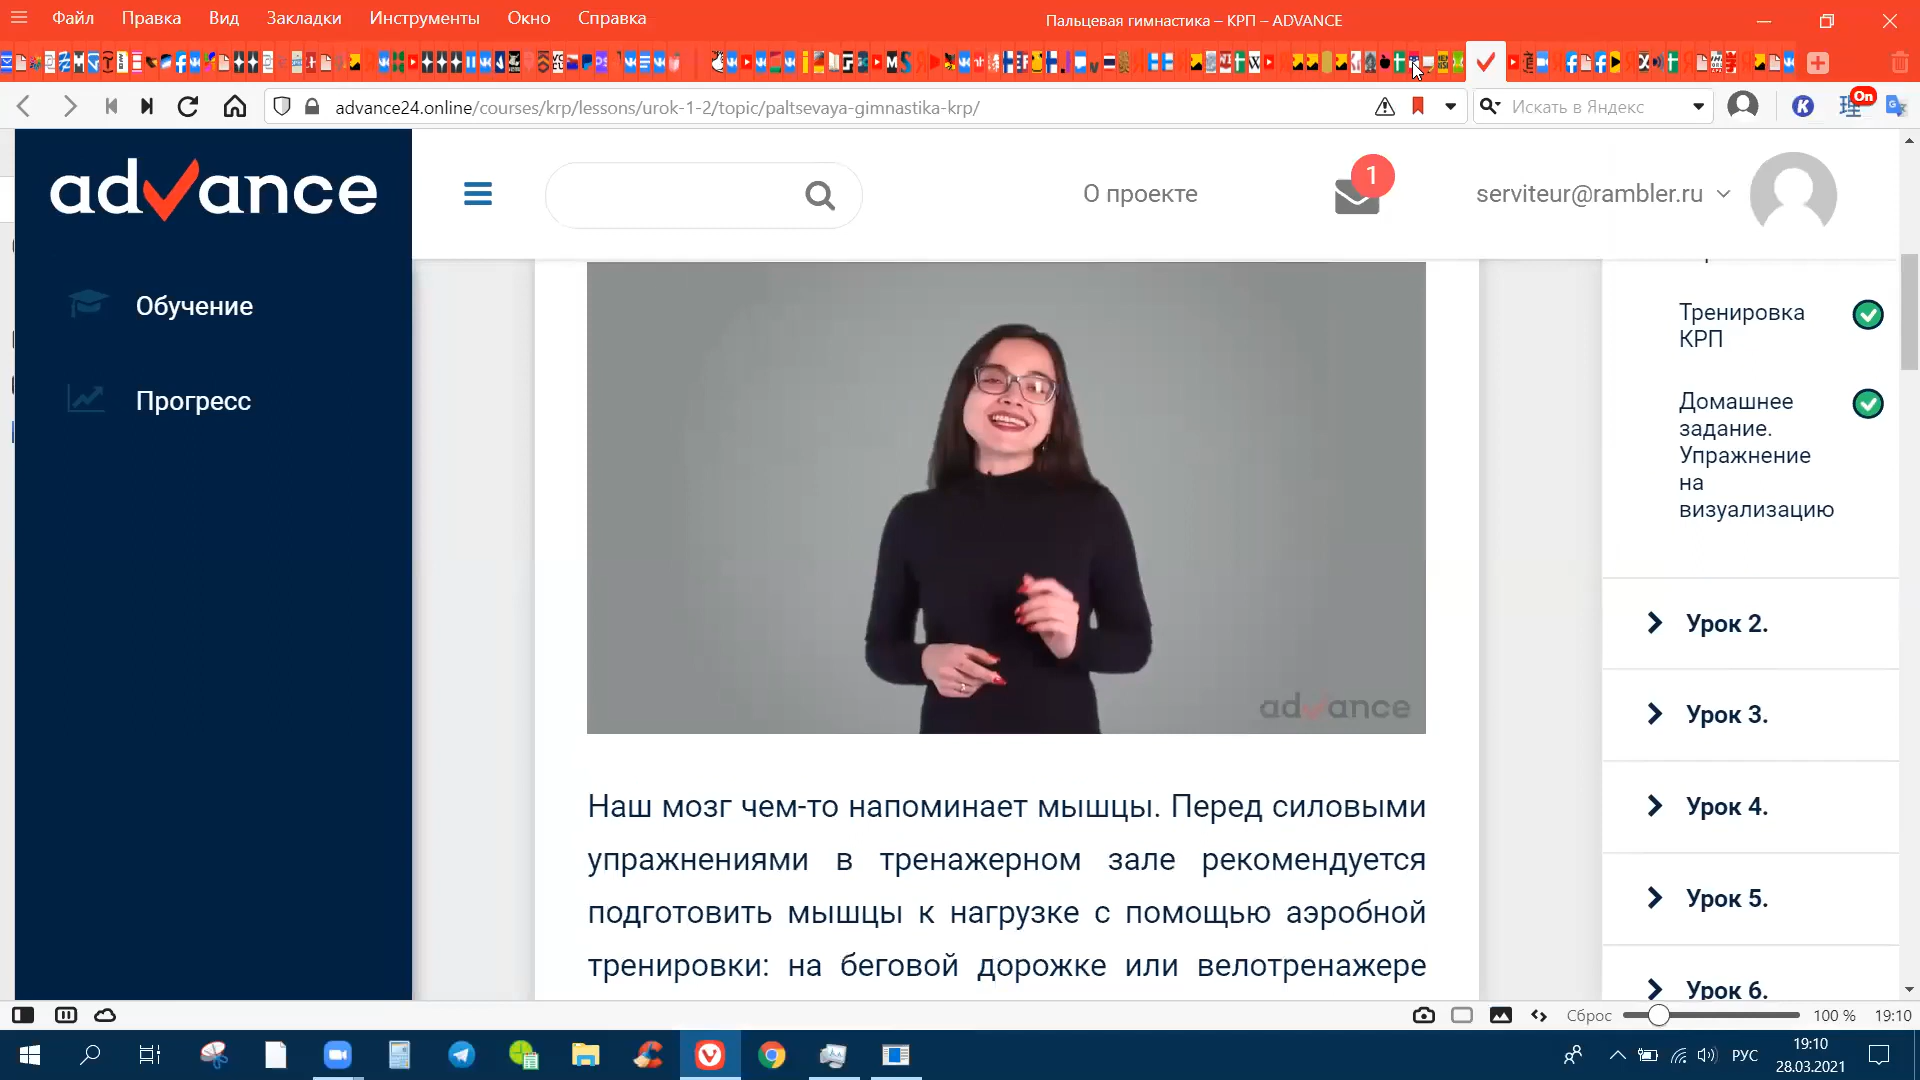 Файл Правка Вид Закладки Инструменты Окно Справка
Пальцевая гимнастика – КРП – ADVANCE
advance24.online/courses/krp/lessons/urok-1-2/topic/paltsevaya-gimnastika-krp/
Искать в Яндекс
On
advance
О проекте
1
serviteur@rambler.ru
Обучение
Прогресс
advance
Наш мозг чем-то напоминает мышцы. Перед силовыми
упражнениями в тренажерном зале рекомендуется
подготовить мышцы к нагрузке с помощью аэробной
тренировки: на беговой дорожке или велотренажере
Тренировка
КРП
Домашнее
задание.
Упражнение
на
визуализацию
Урок 2.
Урок 3.
Урок 4.
Урок 5.
Урок 6.
Сброс
100 %
19:10
РУС
19:10
28.03.2021